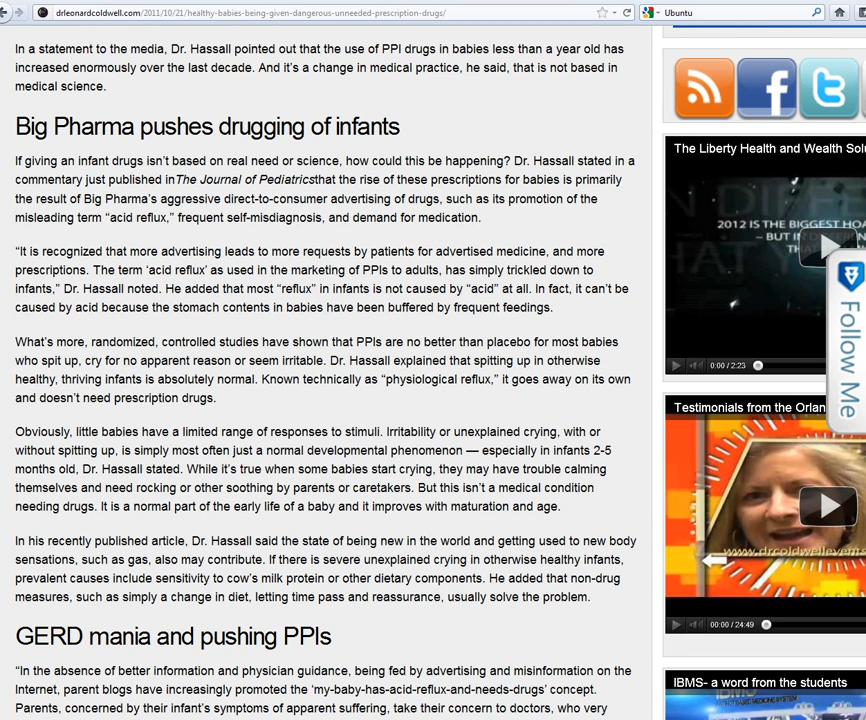 drleonardcoldwell.com/2011/10/21/healthy-babies-being-given-dangerous-unneeded-prescription-drugs/
Ubuntu
In a statement to the media, Dr. Hassall pointed out that the use of PPI drugs in babies less than a year old has
increased enormously over the last decade. And it's a change in medical practice, he said, that is not based in
medical science.
Big Pharma pushes drugging of infants
If giving an infant drugs isn't based on real need or science, how could this be happening? Dr. Hassall stated in a
commentary just published inThe Journal of Pediatricsthat the rise of these prescriptions for babies is primarily
the result of Big Pharma's aggressive direct-to-consumer advertising of drugs, such as its promotion of the
misleading term “acid reflux,” frequent self-misdiagnosis, and demand for medication.
“It is recognized that more advertising leads to more requests by patients for advertised medicine, and more
prescriptions. The term ‘acid reflux’ as used in the marketing of PPIs to adults, has simply trickled down to
infants,” Dr. Hassall noted. He added that most “reflux” in infants is not caused by “acid” at all. In fact, it can't be
caused by acid because the stomach contents in babies have been buffered by frequent feedings.
What's more, randomized, controlled studies have shown that PPIs are no better than placebo for most babies
who spit up, cry for no apparent reason or seem irritable. Dr. Hassall explained that spitting up in otherwise
healthy, thriving infants is absolutely normal. Known technically as “physiological reflux,” it goes away on its own
and doesn't need prescription drugs.
Obviously, little babies have a limited range of responses to stimuli. Irritability or unexplained crying, with or
without spitting up, is simply most often just a normal developmental phenomenon — especially in infants 2-5
months old, Dr. Hassall stated. While it's true when some babies start crying, they may have trouble calming
themselves and need rocking or other soothing by parents or caretakers. But this isn't a medical condition
needing drugs. It is a normal part of the early life of a baby and it improves with maturation and age.
In his recently published article, Dr. Hassall said the state of being new in the world and getting used to new body
sensations, such as gas, also may contribute. If there is severe unexplained crying in otherwise healthy infants,
prevalent causes include sensitivity to cow's milk protein or other dietary components. He added that non-drug
measures, such as simply a change in diet, letting time pass and reassurance, usually solve the problem.
GERD mania and pushing PPIs
“In the absence of better information and physician guidance, being fed by advertising and misinformation on the
Internet, parent blogs have increasingly promoted the ‘my-baby-has-acid-reflux-and-needs-drugs’ concept.
Parents, concerned by their infant's symptoms of apparent suffering, take their concern to doctors, who very
The Liberty Health and Wealth Sol
2012 IS THE BIGGEST HOA
– BUT IN
0:00 / 2:23
Follow Me
Testimonials from the Orlan
www.drcoldwellevents
00:00 / 24:49
IBMS- a word from the students